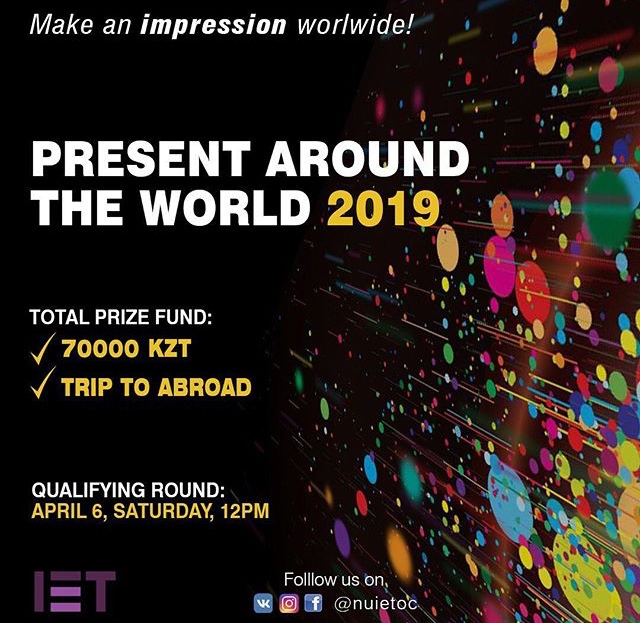 Make an impression worlwide!
PRESENT AROUND
THE WORLD 2019
TOTAL PRIZE FUND:
70000 KZT
TRIP TO ABROAD
QUALIFYING ROUND:
APRIL 6, SATURDAY, 12PM
IET
Folllow us on
@nuietoc